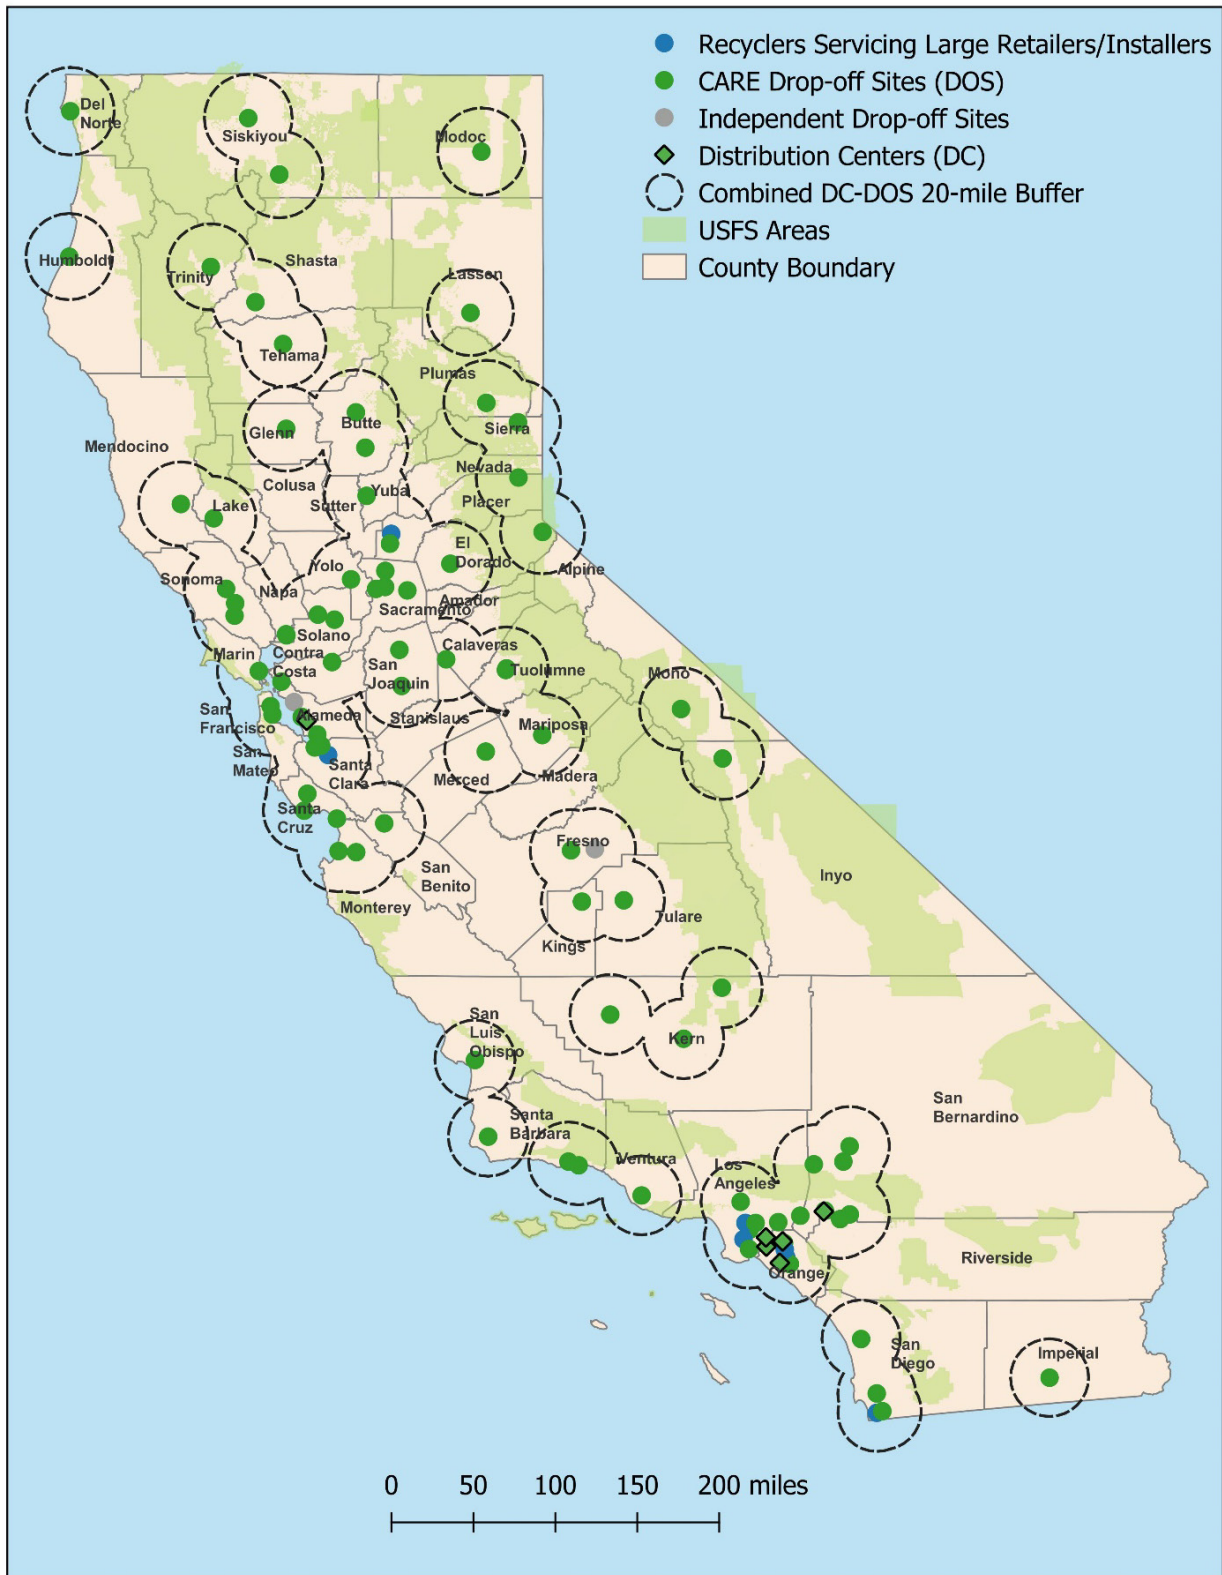 Recyclers Servicing Large Retailers/Installers
CARE Drop-off Sites (DOS)
Independent Drop-off Sites
Distribution Centers (DC)
Combined DC-DOS 20-mile Buffer
USFS Areas
County Boundary
Del
Norte
Siskiyou
Modoc
Humboldt
Trinity
Shasta
Lassen
Tehama
Plumas
Mendocino
Glenn
Butte
Sierra
Nevada
Colusa
Lake
Sutter
Yuba
Placer
El
Dorado
Yolo
Alpine
Sonoma
Napa
Amador
Sacramento
Solano
Marin
Contra
Costa
Calaveras
San
Joaquin
Tuolumne
Mono
San
Francisco
Alameda
Stanislaus
Mariposa
San
Mateo
Santa
Clara
Merced
Madera
Santa
Cruz
Fresno
San
Benito
Inyo
Monterey
Tulare
Kings
San
Luis
Obispo
Kern
San
Bernardino
Santa
Barbara
Ventura
Los
Angeles
Riverside
Orange
San
Diego
Imperial
0 50 100 150 200 miles